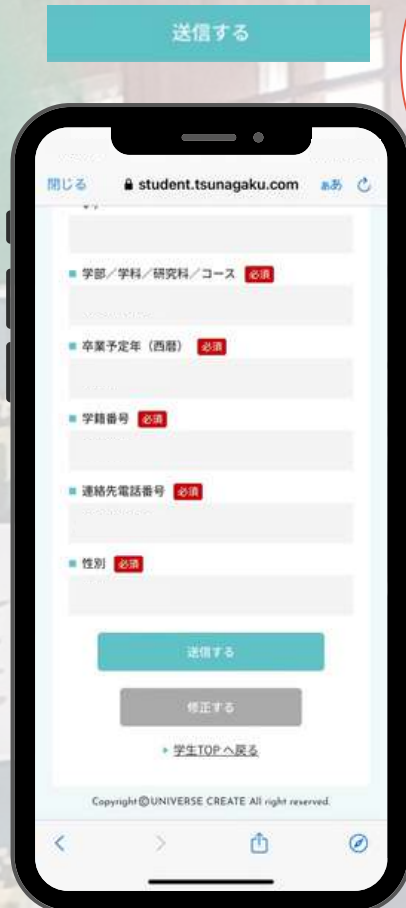 送信する
閉じる student.tsunagaku.com ぁあ
学部／学科／研究科／コース 必須
卒業予定年（西暦） 必須
学籍番号 必須
連絡先電話番号 必須
性別 必須
送信する
修正する
学生TOP へ戻る
Copyright©UNIVERSE CREATE All right reserved.